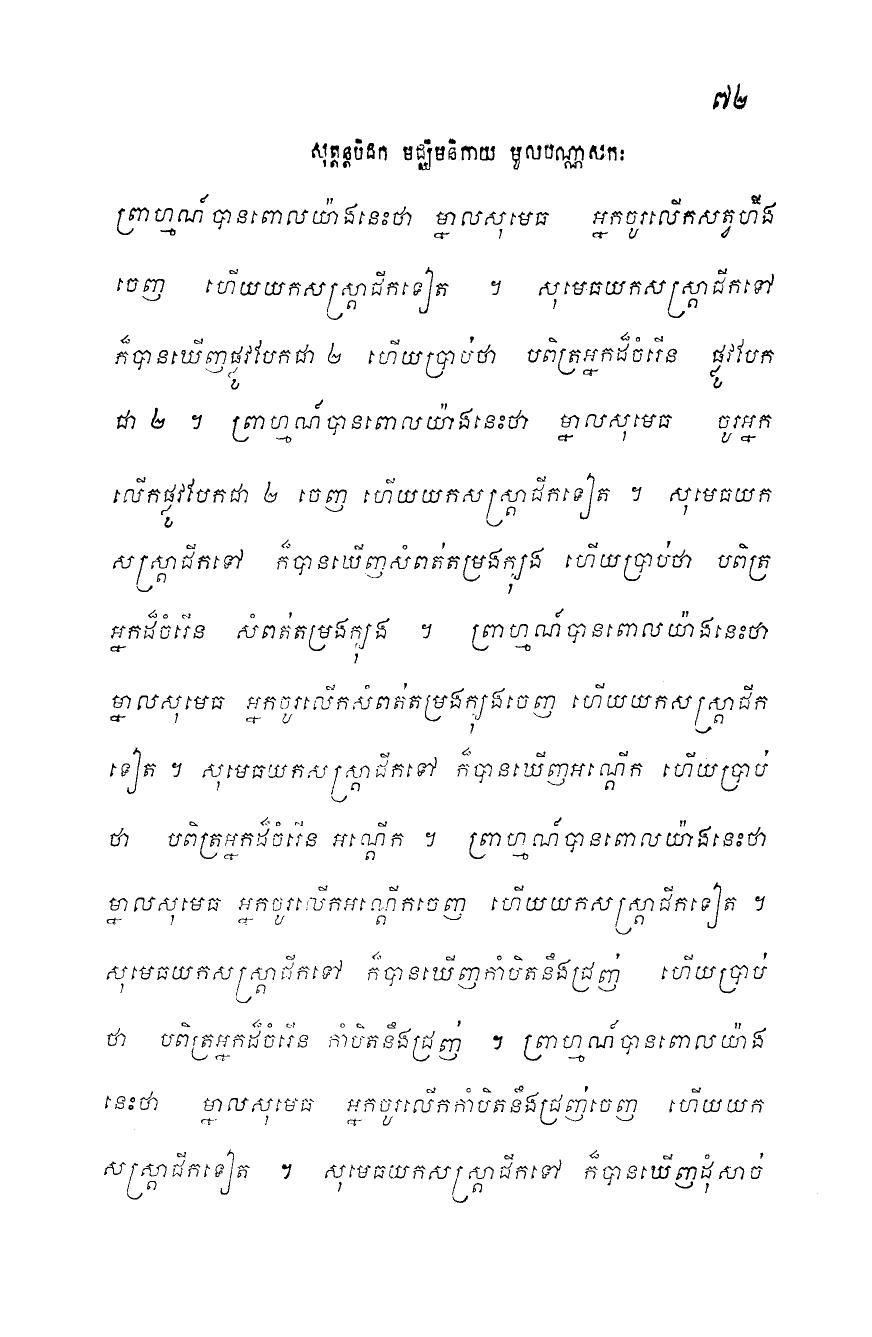 ៧២
សុត្តន្តបិដក មជ្ឈិមនិកាយ មូលបណ្ណាសកៈ
ព្រាហ្មណ៍បានពោលយ៉ាងនេះថា ម្នាលសុមេធ អ្នកចូរលើកសត្វហ៊ីង
ចេញ ហើយយកសស្ត្រាជីកទៀត ។ សុមេធយកសស្ត្រាជីកទៅ
ក៏បានឃើញផ្លូវបែកជា ២ ហើយប្រាប់ថា បពិត្រអ្នកដ៏ចំរើន ផ្លូវបែក
ជា ២ ។ ព្រាហ្មណ៍បានពោលយ៉ាងនេះថា ម្នាលសុមេធ ចូរអ្នក
លើកផ្លូវបែកជា ២ ចេញ ហើយយកសស្ត្រាជីកទៀត ។ សុមេធយក
សស្ត្រាជីកទៅ ក៏បានឃើញសំពត់តម្រងក្បុង ហើយប្រាប់ថា បពិត្រ
អ្នកដ៏ចំរើន សំពត់តម្រងក្បុង ។ ព្រាហ្មណ៍បានពោលយ៉ាងនេះថា
ម្នាលសុមេធ អ្នកចូរលើកសំពត់តម្រងក្បុងចេញ ហើយយកសស្ត្រាជីក
ទៀត ។ សុមេធយកសស្ត្រាជីកទៅ ក៏បានឃើញអណ្តើក ហើយប្រាប់
ថា បពិត្រអ្នកដ៏ចំរើន អណ្តើក ។ ព្រាហ្មណ៍បានពោលយ៉ាងនេះថា
ម្នាលសុមេធ អ្នកចូរលើកអណ្តើកចេញ ហើយយកសស្ត្រាជីកទៀត ។
សុមេធយកសស្ត្រាជីកទៅ ក៏បានឃើញកាំបិតនឹងជ្រញ់ ហើយប្រាប់
ថា បពិត្រអ្នកដ៏ចំរើន កាំបិតនឹងជ្រញ់ ។ ព្រាហ្មណ៍បានពោលយ៉ាង
នេះថា ម្នាលសុមេធ អ្នកចូរលើកកាំបិតនឹងជ្រញ់ចេញ ហើយយក
សស្ត្រាជីកទៀត ។ សុមេធយកសស្ត្រាជីកទៅ ក៏បានឃើញដុំសាច់